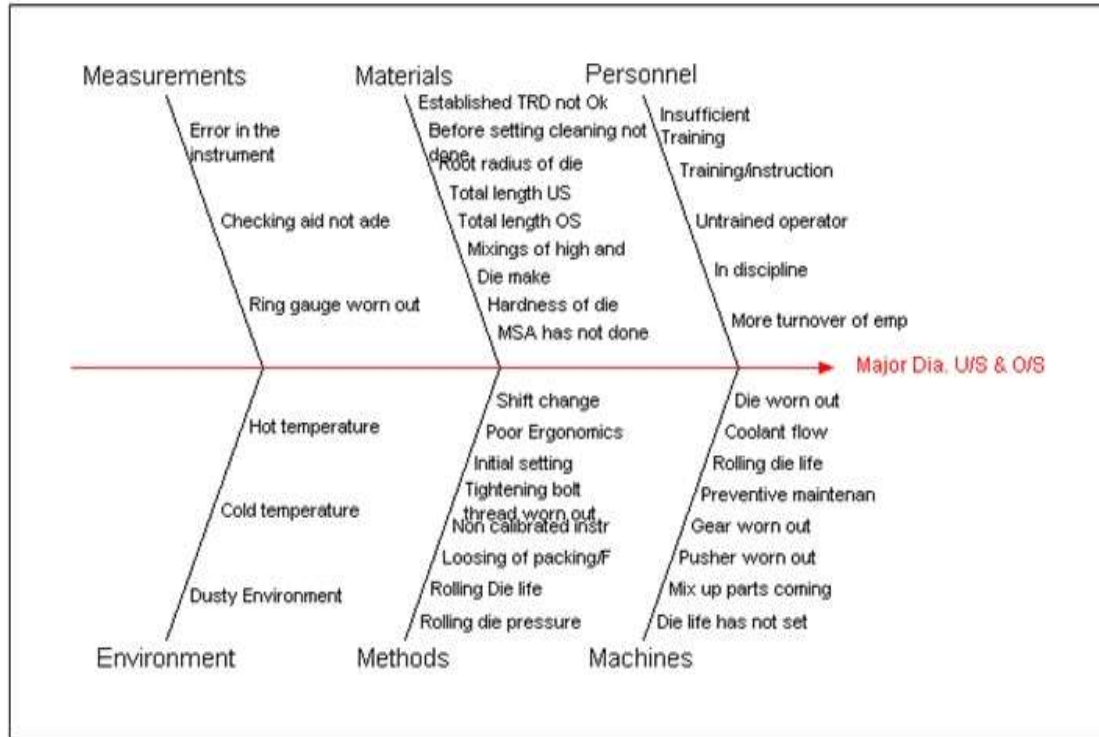 Measurements
Error in the
instrument
Checking aid not ade
Ring gauge worn out
Materials
Established TRD not Ok
Before setting cleaning not
done
Root radius of die
Total length US
Total length OS
Mixings of high and
Die make
Hardness of die
MSA has not done
Personnel
Insufficient
Training
Training/instruction
Untrained operator
In discipline
More turnover of emp
Major Dia. U/S & O/S
Hot temperature
Cold temperature
Dusty Environment
Environment
Shift change
Poor Ergonomics
Initial setting
Tightening bolt
thread worn out
Non calibrated instr
Loosing of packing/F
Rolling Die life
Rolling die pressure
Methods
Die worn out
Coolant flow
Rolling die life
Preventive maintenan
Gear worn out
Pusher worn out
Mix up parts coming
Die life has not set
Machines